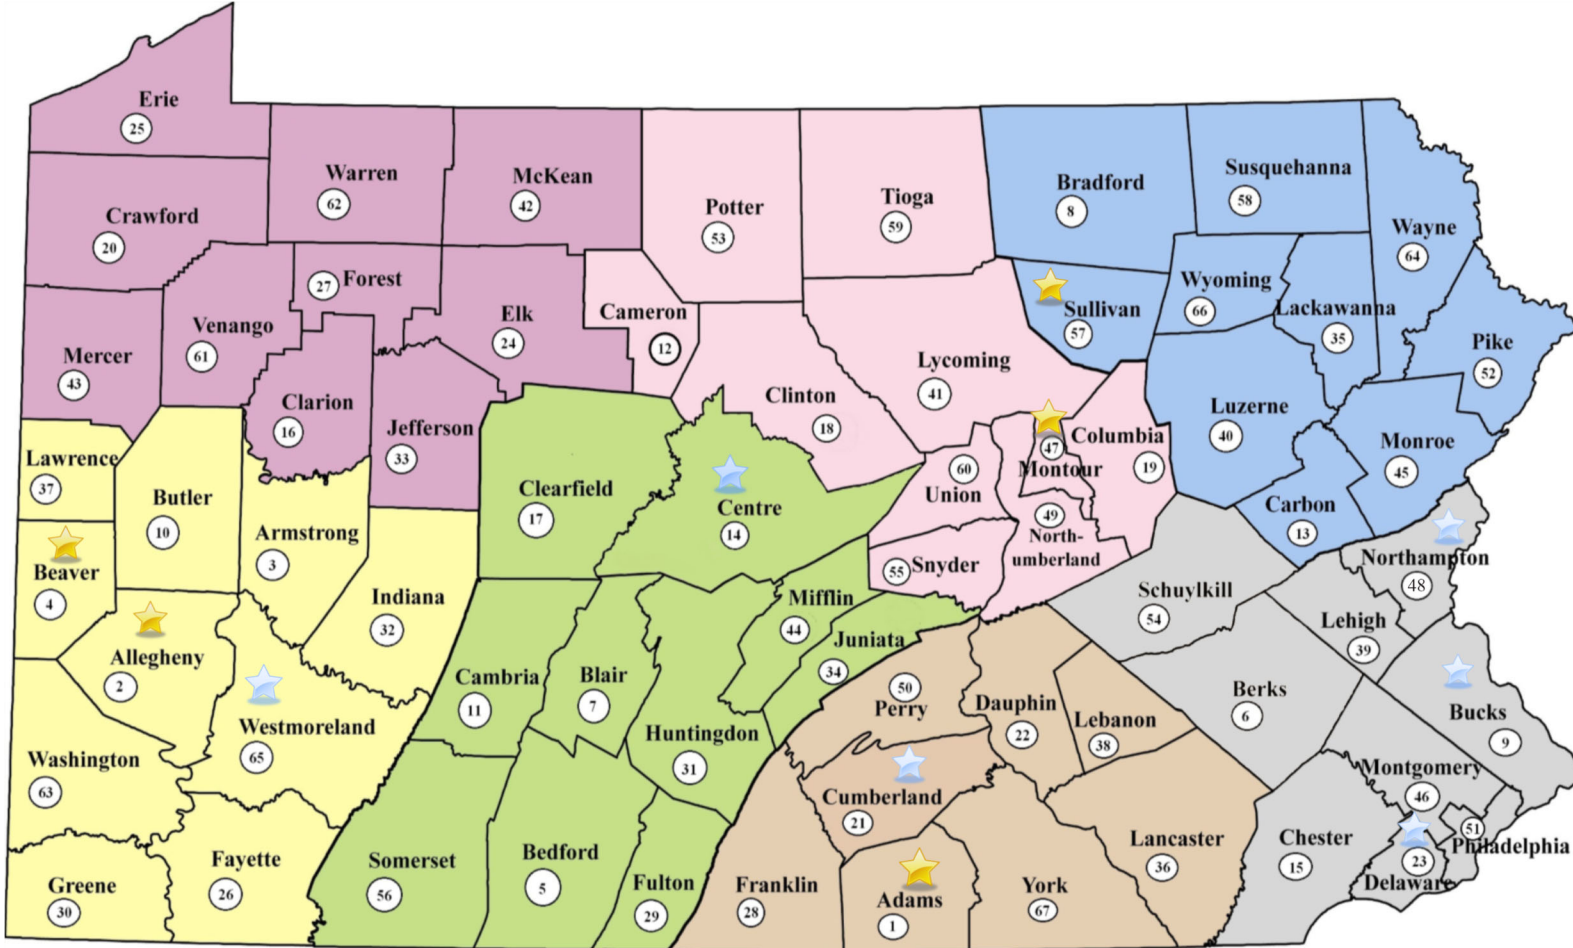 Erie
25
Crawford
20
Mercer
43
Warren
62
McKean
42
Forest
27
Venango
61
Clarion
16
Elk
24
Jefferson
33
Potter
53
Tioga
59
Cameron
12
Clinton
18
Lycoming
41
Union
60
Snyder
55
Montour
47
Columbia
19
North-
umberland
49
Bradford
8
Susquehanna
58
Wayne
64
Sullivan
57
Wyoming
66
Lackawanna
35
Pike
52
Luzerne
40
Monroe
45
Carbon
13
Lawrence
37
Butler
10
Armstrong
3
Beaver
4
Allegheny
2
Indiana
32
Westmoreland
65
Washington
63
Greene
30
Fayette
26
Clearfield
17
Centre
14
Cambria
11
Blair
7
Mifflin
44
Juniata
34
Huntingdon
31
Somerset
56
Bedford
5
Fulton
29
50
Perry
Dauphin
22
Lebanon
38
Cumberland
21
Franklin
28
Adams
1
York
67
Lancaster
36
Schuylkill
54
Northampton
48
Lehigh
39
Berks
6
Bucks
9
Montgomery
46
Chester
15
51
Philadelphia
23
Delaware